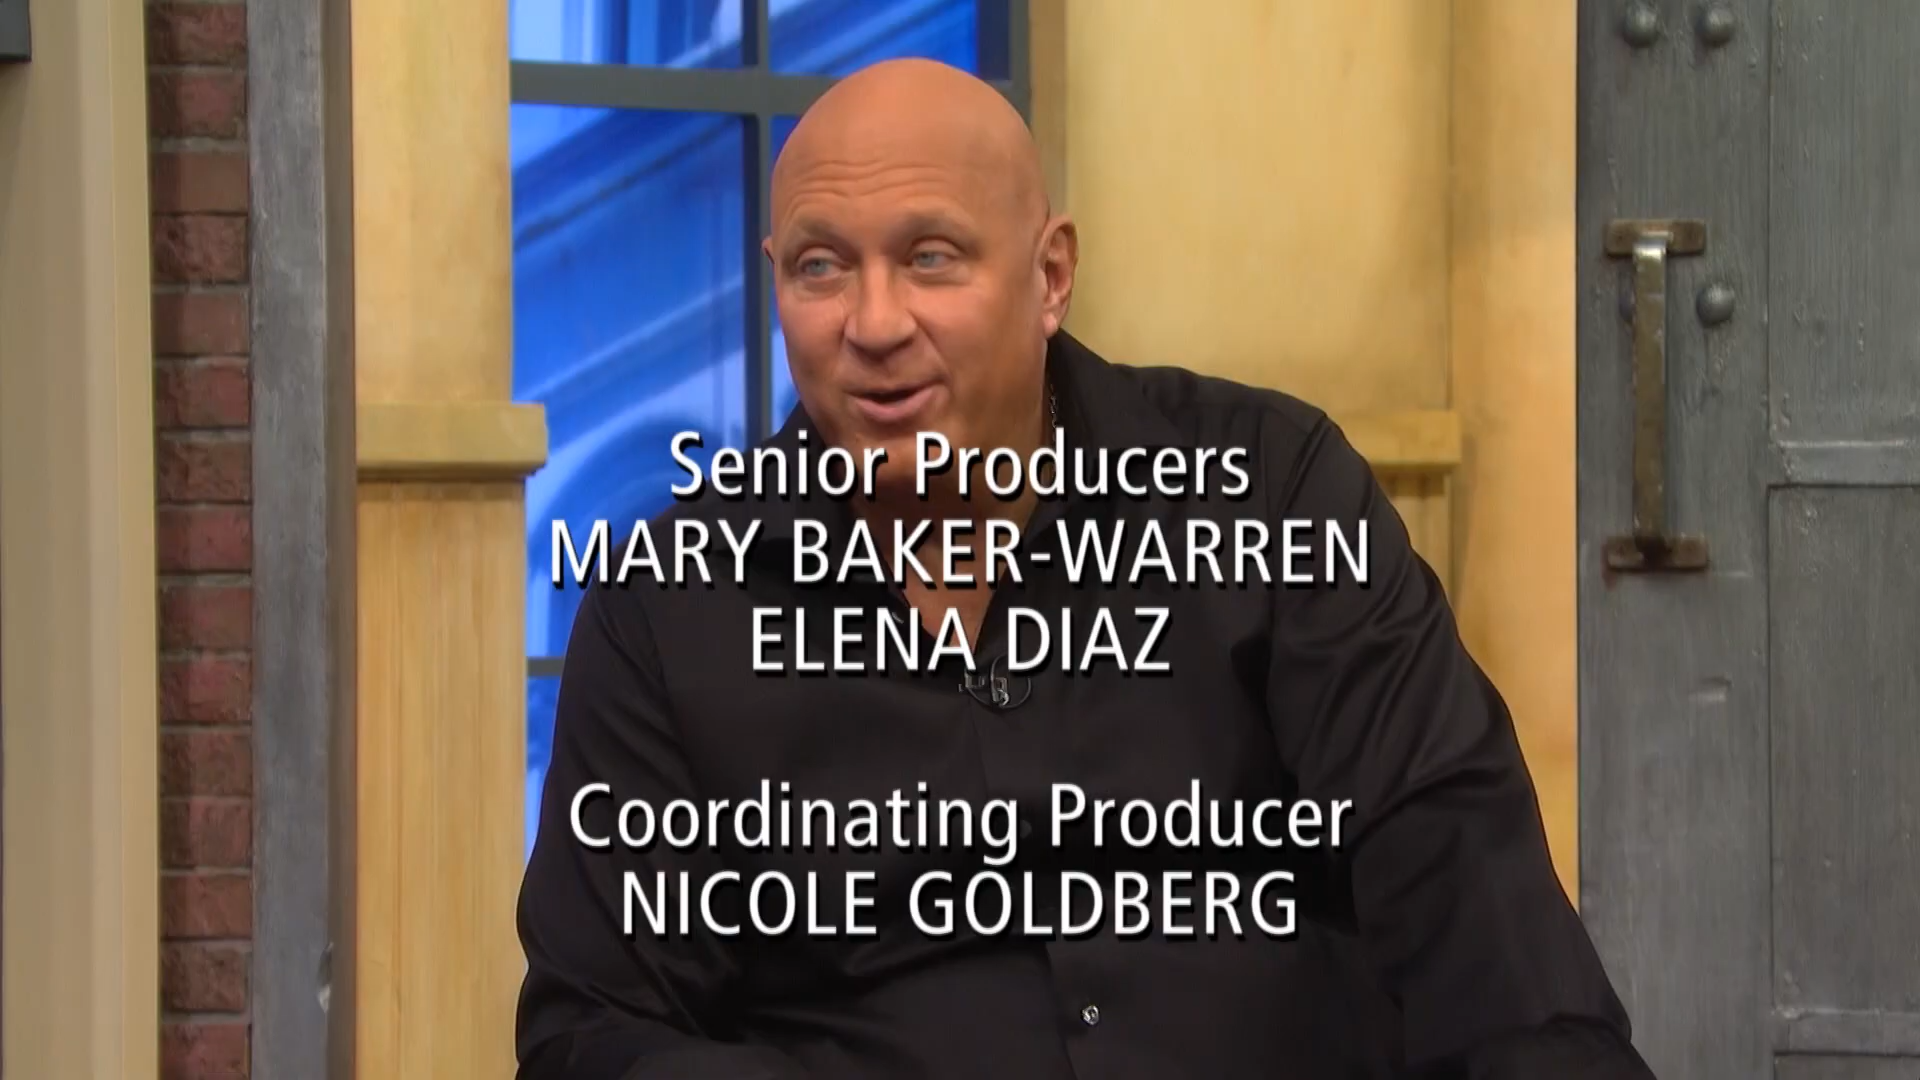 Senior Producers
MARY BAKER-WARREN
ELENA DIAZ
Coordinating Producer
NICOLE GOLDBERG